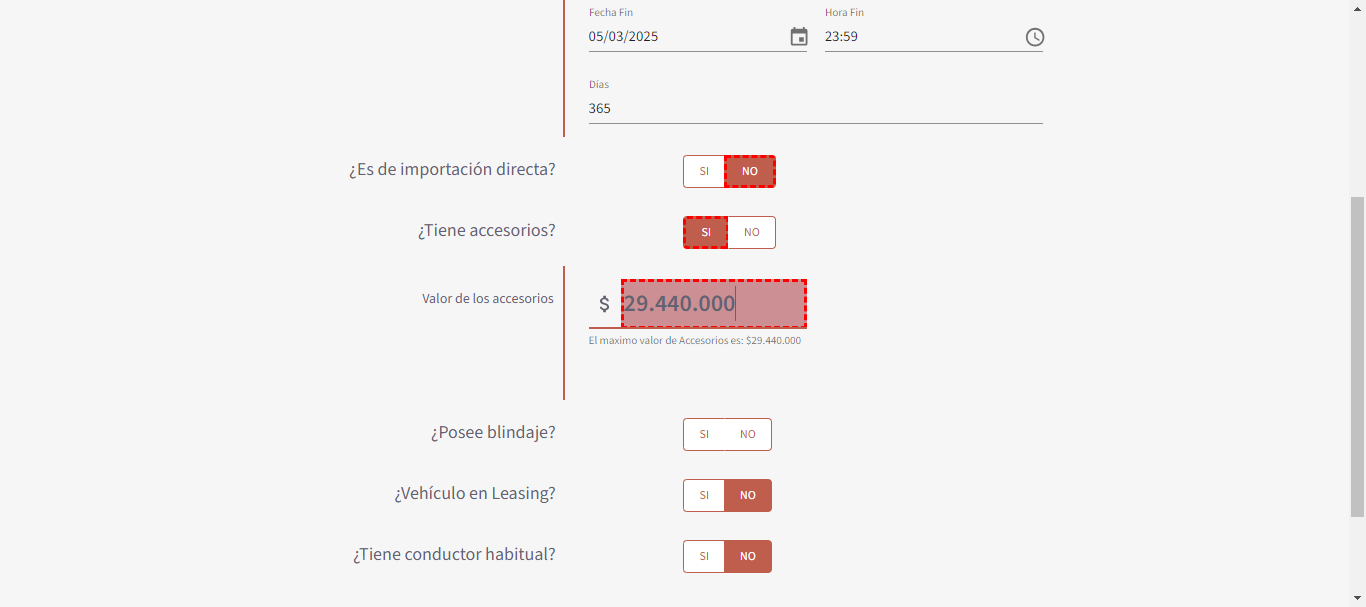 Fecha Fin Hora Fin
05/03/2025 23:59
Días
365
¿Es de importación directa? SI NO
¿Tiene accesorios? SI NO
Valor de los accesorios $ 29.440.000
El maximo valor de Accesorios es: $29.440.000
¿Posee blindaje? SI NO
¿Vehículo en Leasing? SI NO
¿Tiene conductor habitual? SI NO